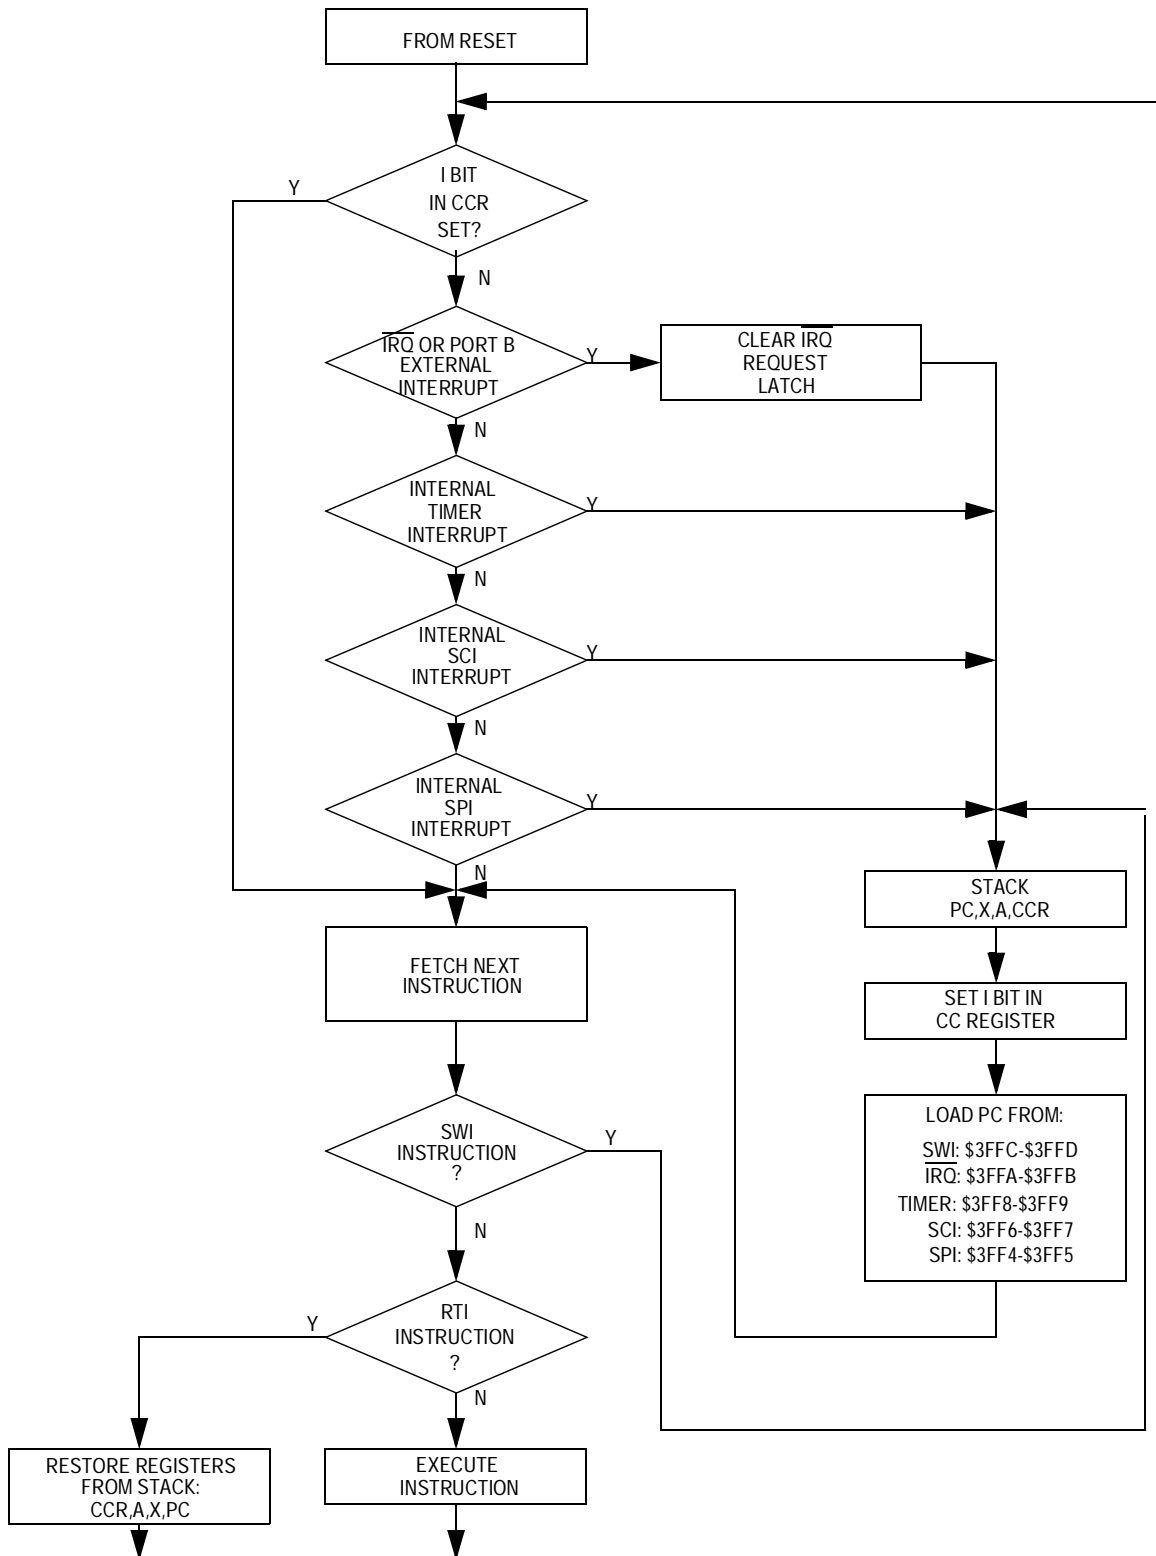 FROM RESET
Y
I BIT
IN CCR
SET?
N
IRQ OR PORT B
EXTERNAL
INTERRUPT
Y
CLEAR IRQ
REQUEST
LATCH
N
INTERNAL
TIMER
INTERRUPT
Y
N
INTERNAL
SCI
INTERRUPT
Y
N
INTERNAL
SPI
INTERRUPT
Y
N
STACK
PC,X,A,CCR
FETCH NEXT
INSTRUCTION
SET I BIT IN
CC REGISTER
SWI
INSTRUCTION
?
Y
LOAD PC FROM:
SWI: $3FFC-$3FFD
IRQ: $3FFA-$3FFB
TIMER: $3FF8-$3FF9
SCI: $3FF6-$3FF7
SPI: $3FF4-$3FF5
N
Y
RTI
INSTRUCTION
?
N
RESTORE REGISTERS
FROM STACK:
CCR,A,X,PC
EXECUTE
INSTRUCTION